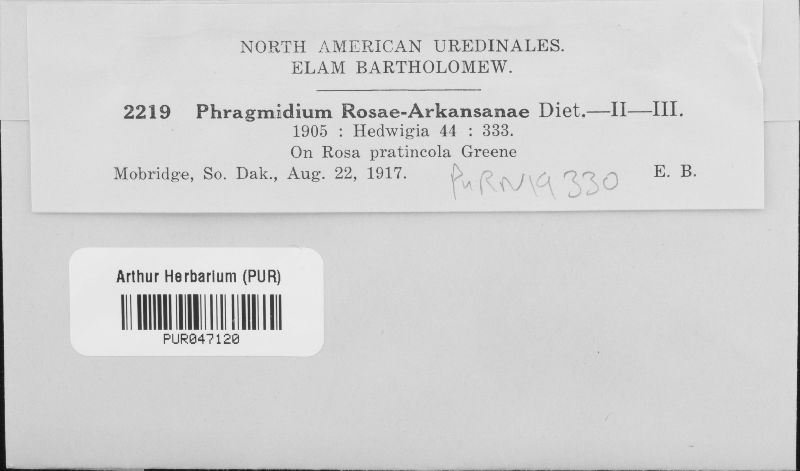 NORTH AMERICAN UREDINALES.
ELAM BARTHOLOMEW.
2219 Phragmidium Rosae-Arkansanae Diet.—II—III.
1905 : Hedwigia 44 : 333.
On Rosa pratincola Greene
Mobridge, So. Dak., Aug. 22, 1917. PURN19330 E. B.
Arthur Herbarium (PUR)
PUR047120